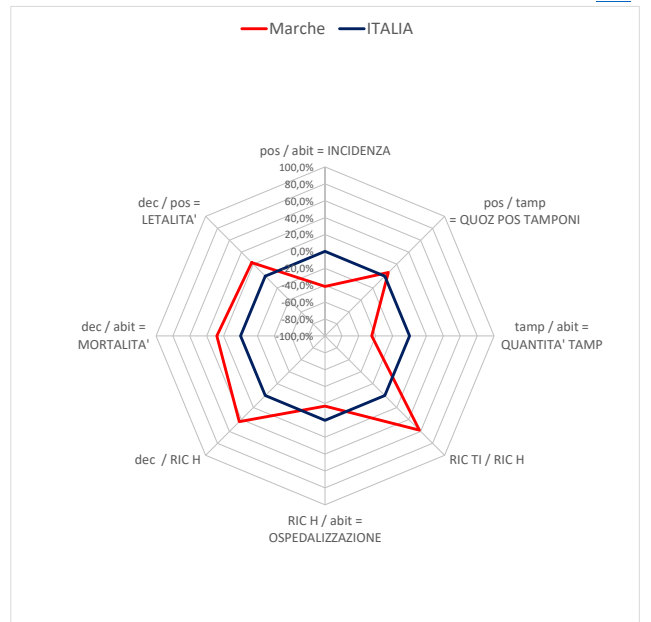 Marche ITALIA
pos / abit = INCIDENZA
100,0%
80,0%
60,0%
40,0%
20,0%
0,0%
-20,0%
-40,0%
-60,0%
-80,0%
-100,0%
pos / tamp
= QUOZ POS TAMPONI
tamp / abit =
QUANTITA' TAMP
RIC TI / RIC H
RIC H / abit =
OSPEDALIZZAZIONE
dec / RIC H
dec / abit =
MORTALITA'
dec / pos =
LETALITA'